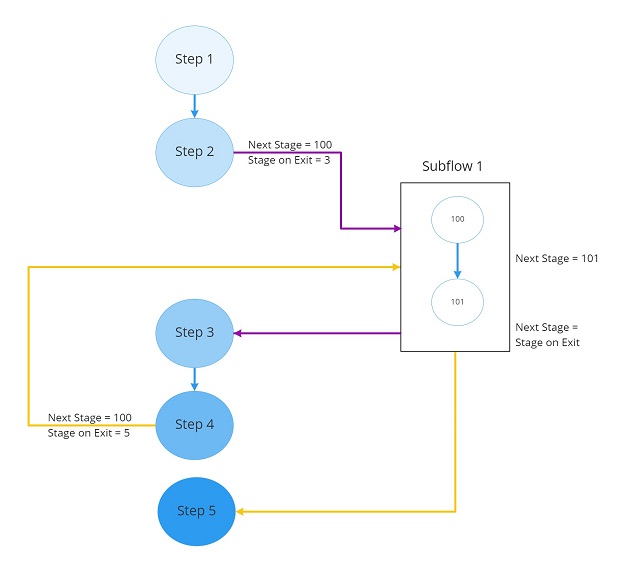 Step 1
Step 2
Next Stage = 100
Stage on Exit = 3
Subflow 1
100
Next Stage = 101
101
Next Stage =
Stage on Exit
Step 3
Next Stage = 100
Stage on Exit = 5
Step 4
Step 5